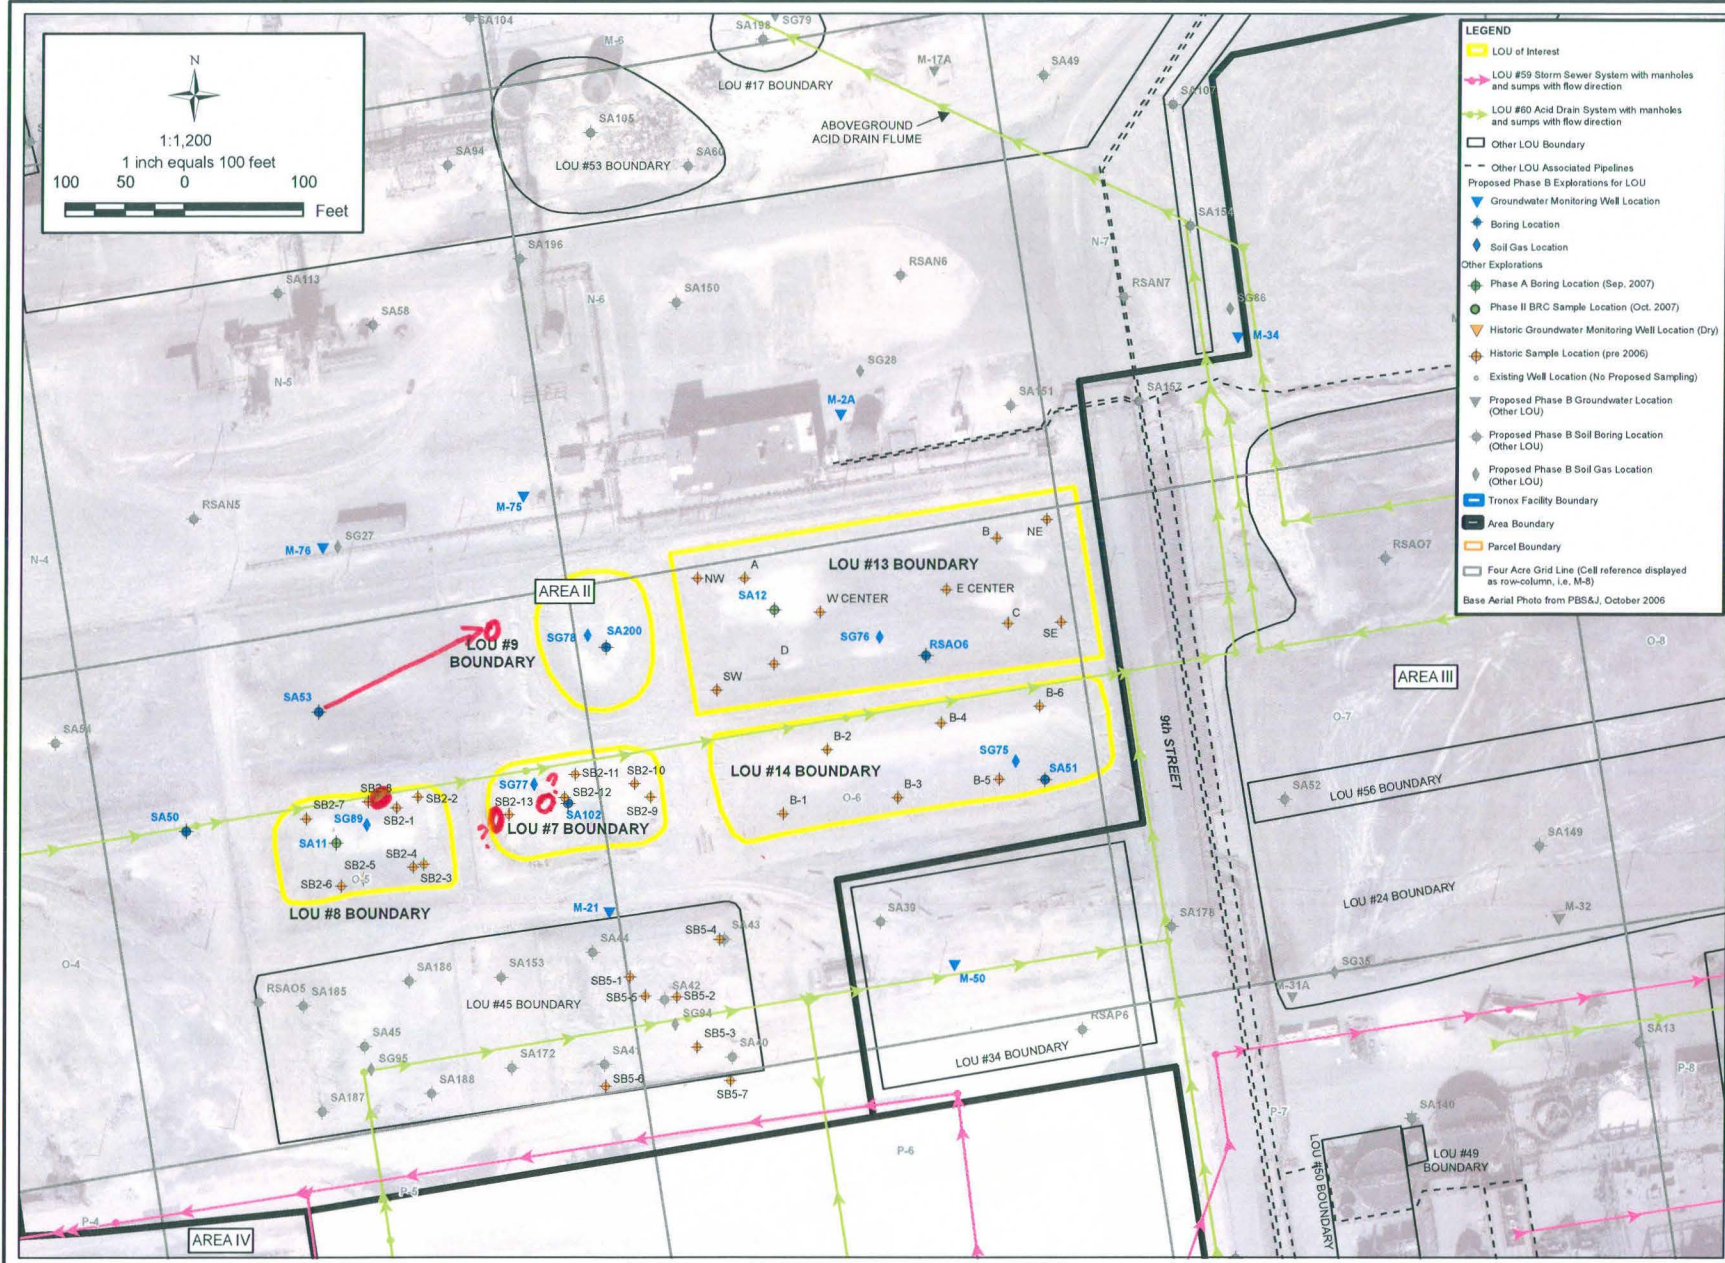 N
1:1,200
1 inch equals 100 feet
100 50 0 100
Feet
LEGEND
LOU of Interest
LOU #59 Storm Sewer System with manholes
and sumps with flow direction
LOU #60 Acid Drain System with manholes
and sumps with flow direction
Other LOU Boundary
Other LOU Associated Pipelines
Proposed Phase B Explorations for LOU
Groundwater Monitoring Well Location
Boring Location
Soil Gas Location
Other Explorations
Phase A Boring Location (Sep, 2007)
Phase II BRC Sample Location (Oct. 2007)
Historic Groundwater Monitoring Well Location (Dry)
Historic Sample Location (pre 2006)
Existing Well Location (No Proposed Sampling)
Proposed Phase B Groundwater Location
(Other LOU)
Proposed Phase B Soil Boring Location
(Other LOU)
Proposed Phase B Soil Gas Location
(Other LOU)
Tronox Facility Boundary
Area Boundary
Parcel Boundary
Four Acre Grid Line (Cell reference displayed
as row-column, i.e, M-8)
Base Aerial Photo from PBS&J, October 2006
SA104
M-6
SA198
SG79
LOU #17 BOUNDARY
M-17A
SA49
SA107
SA105
SA94
SA60
LOU #53 BOUNDARY
ABOVEGROUND
ACID DRAIN FLUME
SA154
N-7
SA196
SA113
SA58
N-6
SA150
RSAN6
RSAN7
SG66
M-34
N-5
SG28
M-2A
SA151
SA157
RSAN5
M-75
M-76
SG27
N-4
AREA II
NW
A
SA12
LOU #13 BOUNDARY
B
NE
W CENTER
E CENTER
C
SE
SG76
RSAO6
D
SW
RSAO7
O-8
LOU #9
BOUNDARY
SG78
SA200
SA53
AREA III
O-7
9th STREET
B-6
B-4
B-2
SG75
LOU #14 BOUNDARY
B-5
SA51
B-3
B-1
O-6
SG77
?
SB2-11
SB2-10
SB2-12
SB2-13
SA102
SB2-9
LOU #7 BOUNDARY
?
SA50
SB2-8
SB2-2
SB2-7
SB2-1
SG89
SA11
SB2-4
SB2-5
SB2-3
O-5
SB2-6
LOU #8 BOUNDARY
SA52
LOU #56 BOUNDARY
SA149
LOU #24 BOUNDARY
M-32
SG35
M-31A
M-21
SA39
SA178
SB5-4
SA43
SA44
M-50
O-4
SA186
SA153
SB5-1
RSAO5
SA165
LOU #45 BOUNDARY
SB5-5
SA42
SB5-2
SG94
SB5-3
SA40
RSAP6
LOU #34 BOUNDARY
SA13
P-8
SA45
SG95
SA172
SA41
SA188
SB5-6
SB5-7
SA187
P-7
SA140
LOU #49
BOUNDARY
LOU #50 BOUNDARY
P-6
P-5
P-4
AREA IV